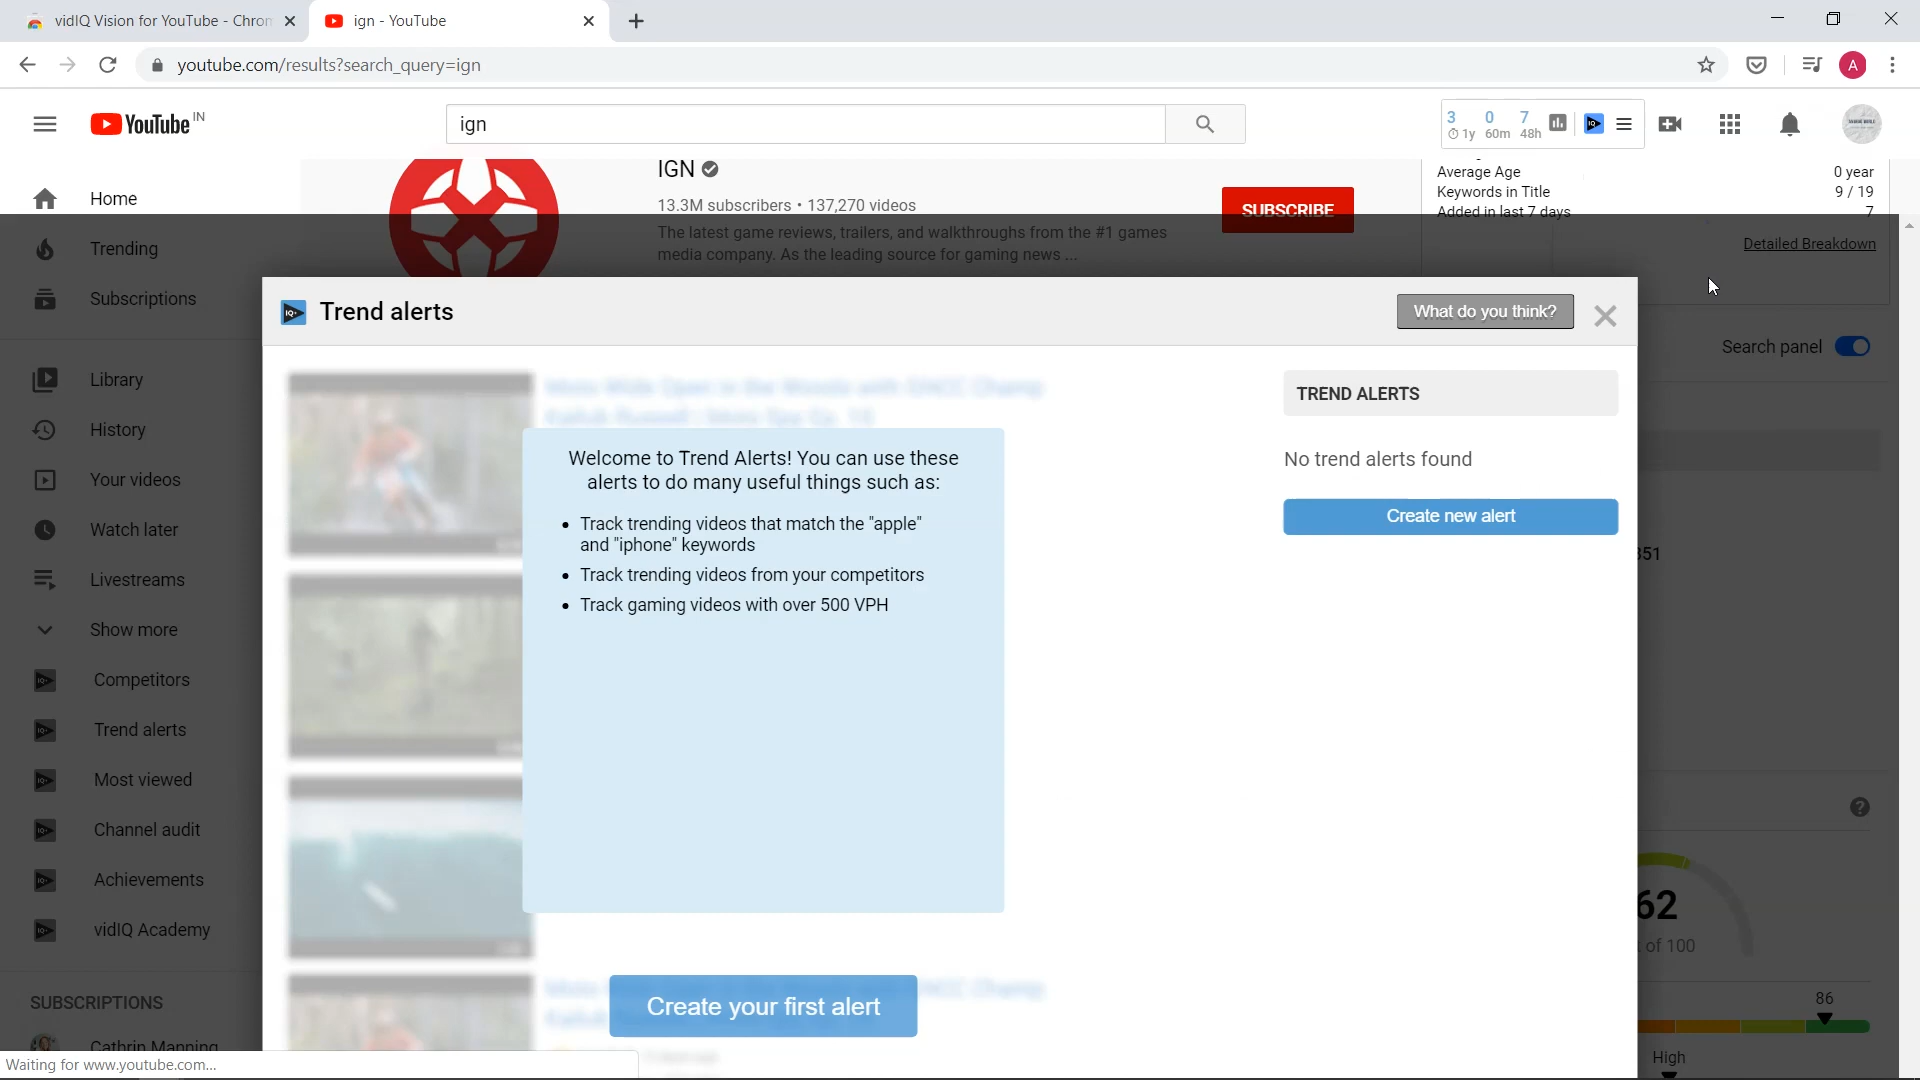 vidIQ Vision for YouTube - Chrom
ign - YouTube
youtube.com/results?search_query=ign
A
YouTube IN
ign
3 0 7
1y 60m 48h
IQ
Home
Trending
Subscriptions
Library
History
Your videos
Watch later
Livestreams
Show more
Competitors
Trend alerts
Most viewed
Channel audit
Achievements
vidIQ Academy
SUBSCRIPTIONS
Cathrin Manning
IGN
13.3M subscribers • 137,270 videos
The latest game reviews, trailers, and walkthroughs from the #1 games
media company. As the leading source for gaming news ...
SUBSCRIBE
Average Age 0 year
Keywords in Title 9 / 19
Added in last 7 days 7
Detailed Breakdown
Search panel
Trend alerts
What do you think?
Welcome to Trend Alerts! You can use these
alerts to do many useful things such as:
• Track trending videos that match the "apple"
and "iphone" keywords
• Track trending videos from your competitors
• Track gaming videos with over 500 VPH
Create your first alert
TREND ALERTS
No trend alerts found
Create new alert
351
62
of 100
86
High
Waiting for www.youtube.com...